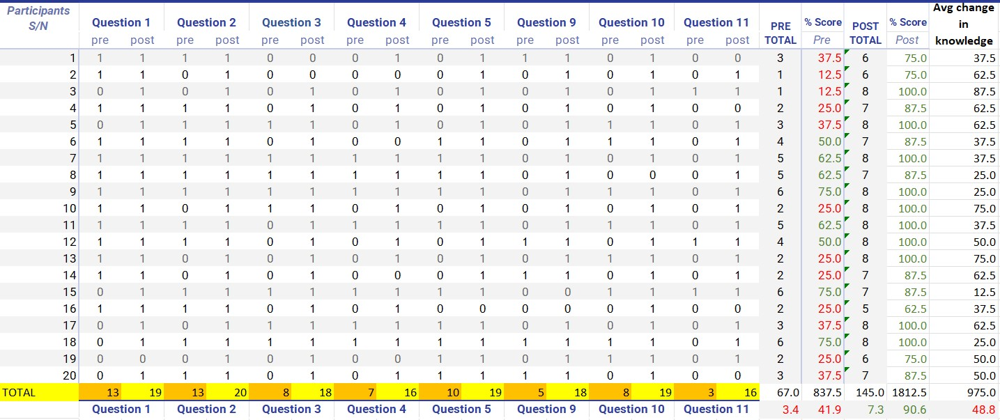 Participants S/N Question 1 Question 2 Question 3 Question 4 Question 5 Question 9 Question 10 Question 11 PRE TOTAL % Score Pre POST TOTAL % Score Post Avg change in knowledge
pre post pre post pre post pre post pre post pre post pre post pre post
1 1 1 1 1 0 0 0 1 0 1 1 1 0 1 0 0 3 37.5 6 75.0 37.5
2 1 1 0 1 0 0 0 0 0 1 0 1 0 1 0 1 1 12.5 6 75.0 62.5
3 0 1 0 1 0 1 0 1 0 1 0 1 0 1 1 1 1 12.5 8 100.0 87.5
4 1 1 1 1 0 1 0 1 0 1 0 1 0 1 0 0 2 25.0 7 87.5 62.5
5 0 1 1 1 1 1 0 1 0 1 0 1 1 1 0 1 3 37.5 8 100.0 62.5
6 1 1 1 1 0 1 0 0 1 1 0 1 1 1 0 1 4 50.0 7 87.5 37.5
7 1 1 1 1 1 1 1 1 1 1 0 1 0 1 0 1 5 62.5 8 100.0 37.5
8 1 1 1 1 1 1 1 1 1 1 0 1 0 0 0 1 5 62.5 7 87.5 25.0
9 1 1 1 1 1 1 1 1 1 1 0 1 1 1 0 1 6 75.0 8 100.0 25.0
10 1 1 0 1 1 1 0 1 0 1 0 1 0 1 0 1 2 25.0 8 100.0 75.0
11 1 1 1 1 0 1 1 1 1 1 0 1 1 1 0 1 5 62.5 8 100.0 37.5
12 1 1 1 1 0 1 0 1 0 1 1 1 0 1 1 1 4 50.0 8 100.0 50.0
13 1 1 0 1 0 1 0 1 0 1 0 1 1 1 0 1 2 25.0 8 100.0 75.0
14 1 1 0 1 0 1 0 0 0 1 1 1 0 1 0 1 2 25.0 7 87.5 62.5
15 0 1 1 1 1 1 1 1 1 1 0 0 1 1 1 1 6 75.0 7 87.5 12.5
16 1 1 1 1 0 1 0 1 0 0 0 0 0 1 0 0 2 25.0 5 62.5 37.5
17 0 1 0 1 1 1 1 1 1 1 0 1 0 1 0 1 3 37.5 8 100.0 62.5
18 0 1 1 1 1 1 1 1 1 1 1 1 1 1 0 1 6 75.0 8 100.0 25.0
19 0 0 0 1 0 1 0 0 1 1 0 1 1 1 0 1 2 25.0 6 75.0 50.0
20 0 1 1 1 0 1 0 1 1 1 1 1 0 1 0 0 3 37.5 7 87.5 50.0
TOTAL 13 19 13 20 8 18 7 16 10 19 5 18 8 19 3 16 67.0 837.5 145.0 1812.5 975.0
Question 1 Question 2 Question 3 Question 4 Question 5 Question 9 Question 10 Question 11 3.4 41.9 7.3 90.6 48.8